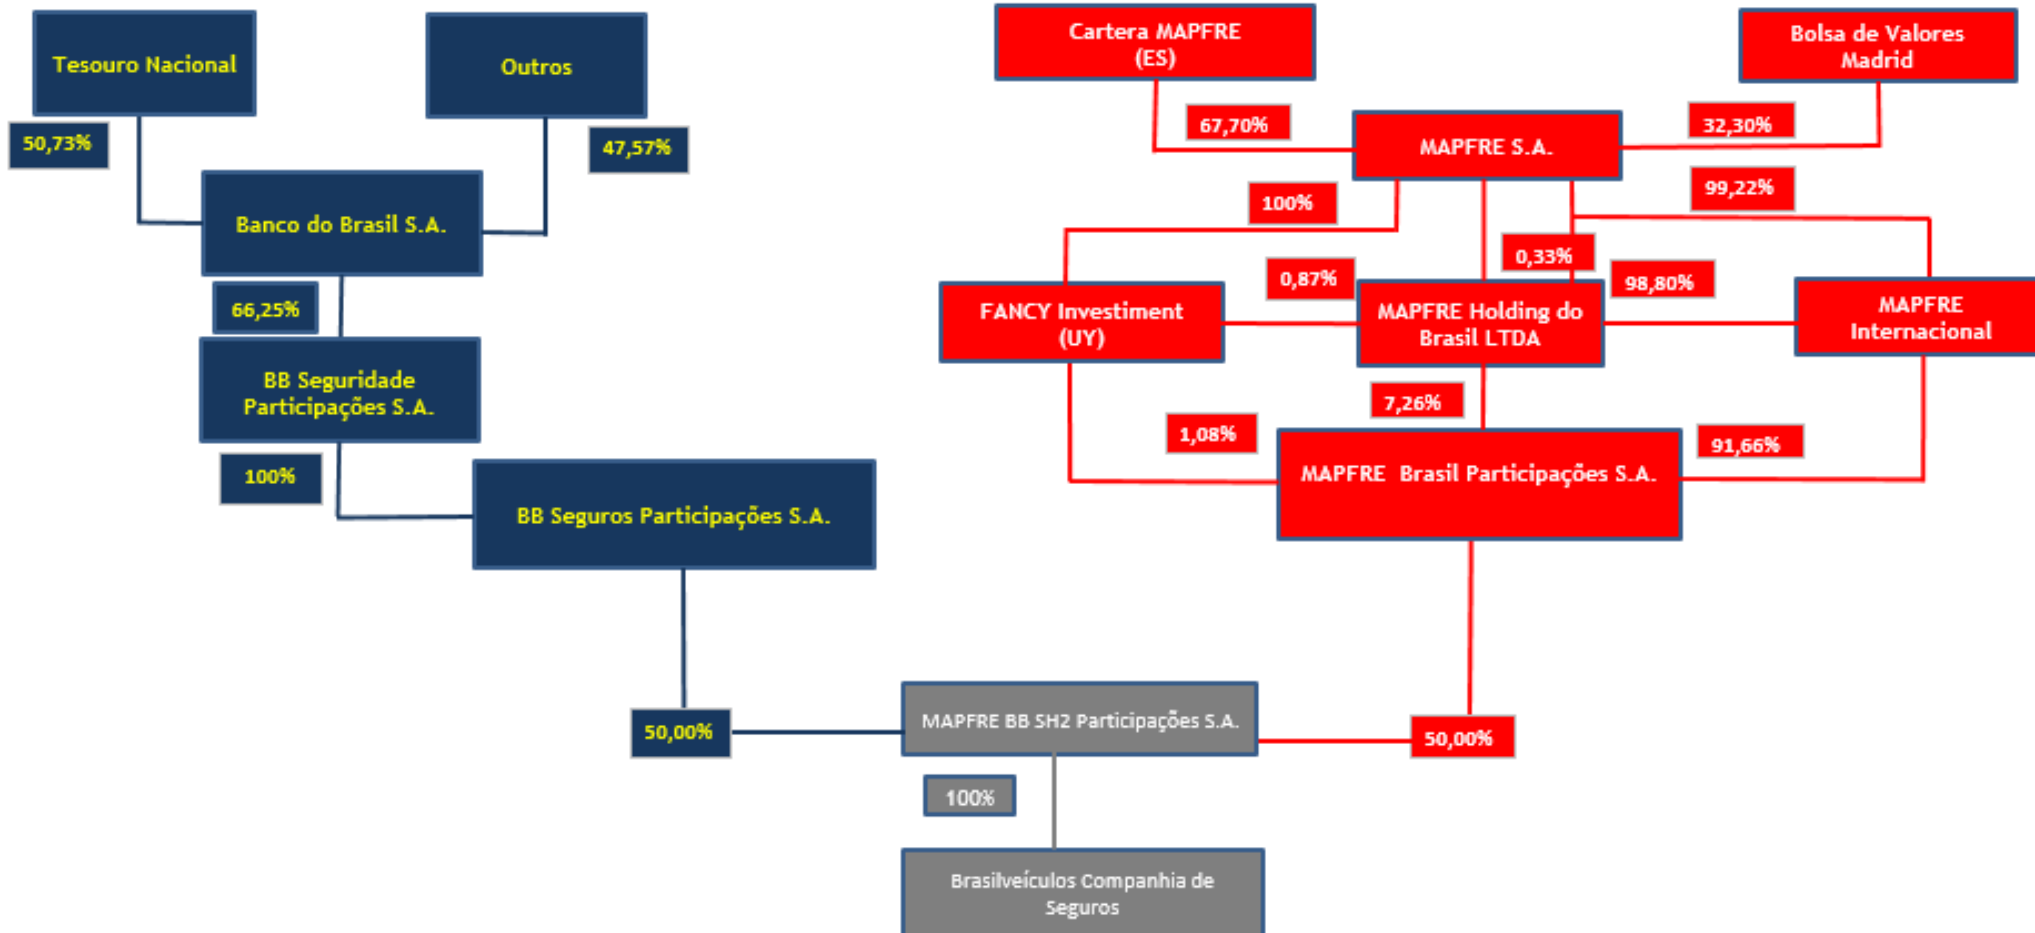 Tesouro Nacional
Outros
50,73%
47,57%
Banco do Brasil S.A.
66,25%
BB Seguridade
Participações S.A.
100%
BB Seguros Participações S.A.
50,00%
Cartera MAPFRE
(ES)
Bolsa de Valores
Madrid
67,70%
32,30%
MAPFRE S.A.
100%
99,22%
0,33%
0,87%
98,80%
FANCY Investiment
(UY)
MAPFRE Holding do
Brasil LTDA
MAPFRE
Internacional
7,26%
1,08%
91,66%
MAPFRE Brasil Participações S.A.
50,00%
MAPFRE BB SH2 Participações S.A.
100%
Brasilveículos Companhia de
Seguros